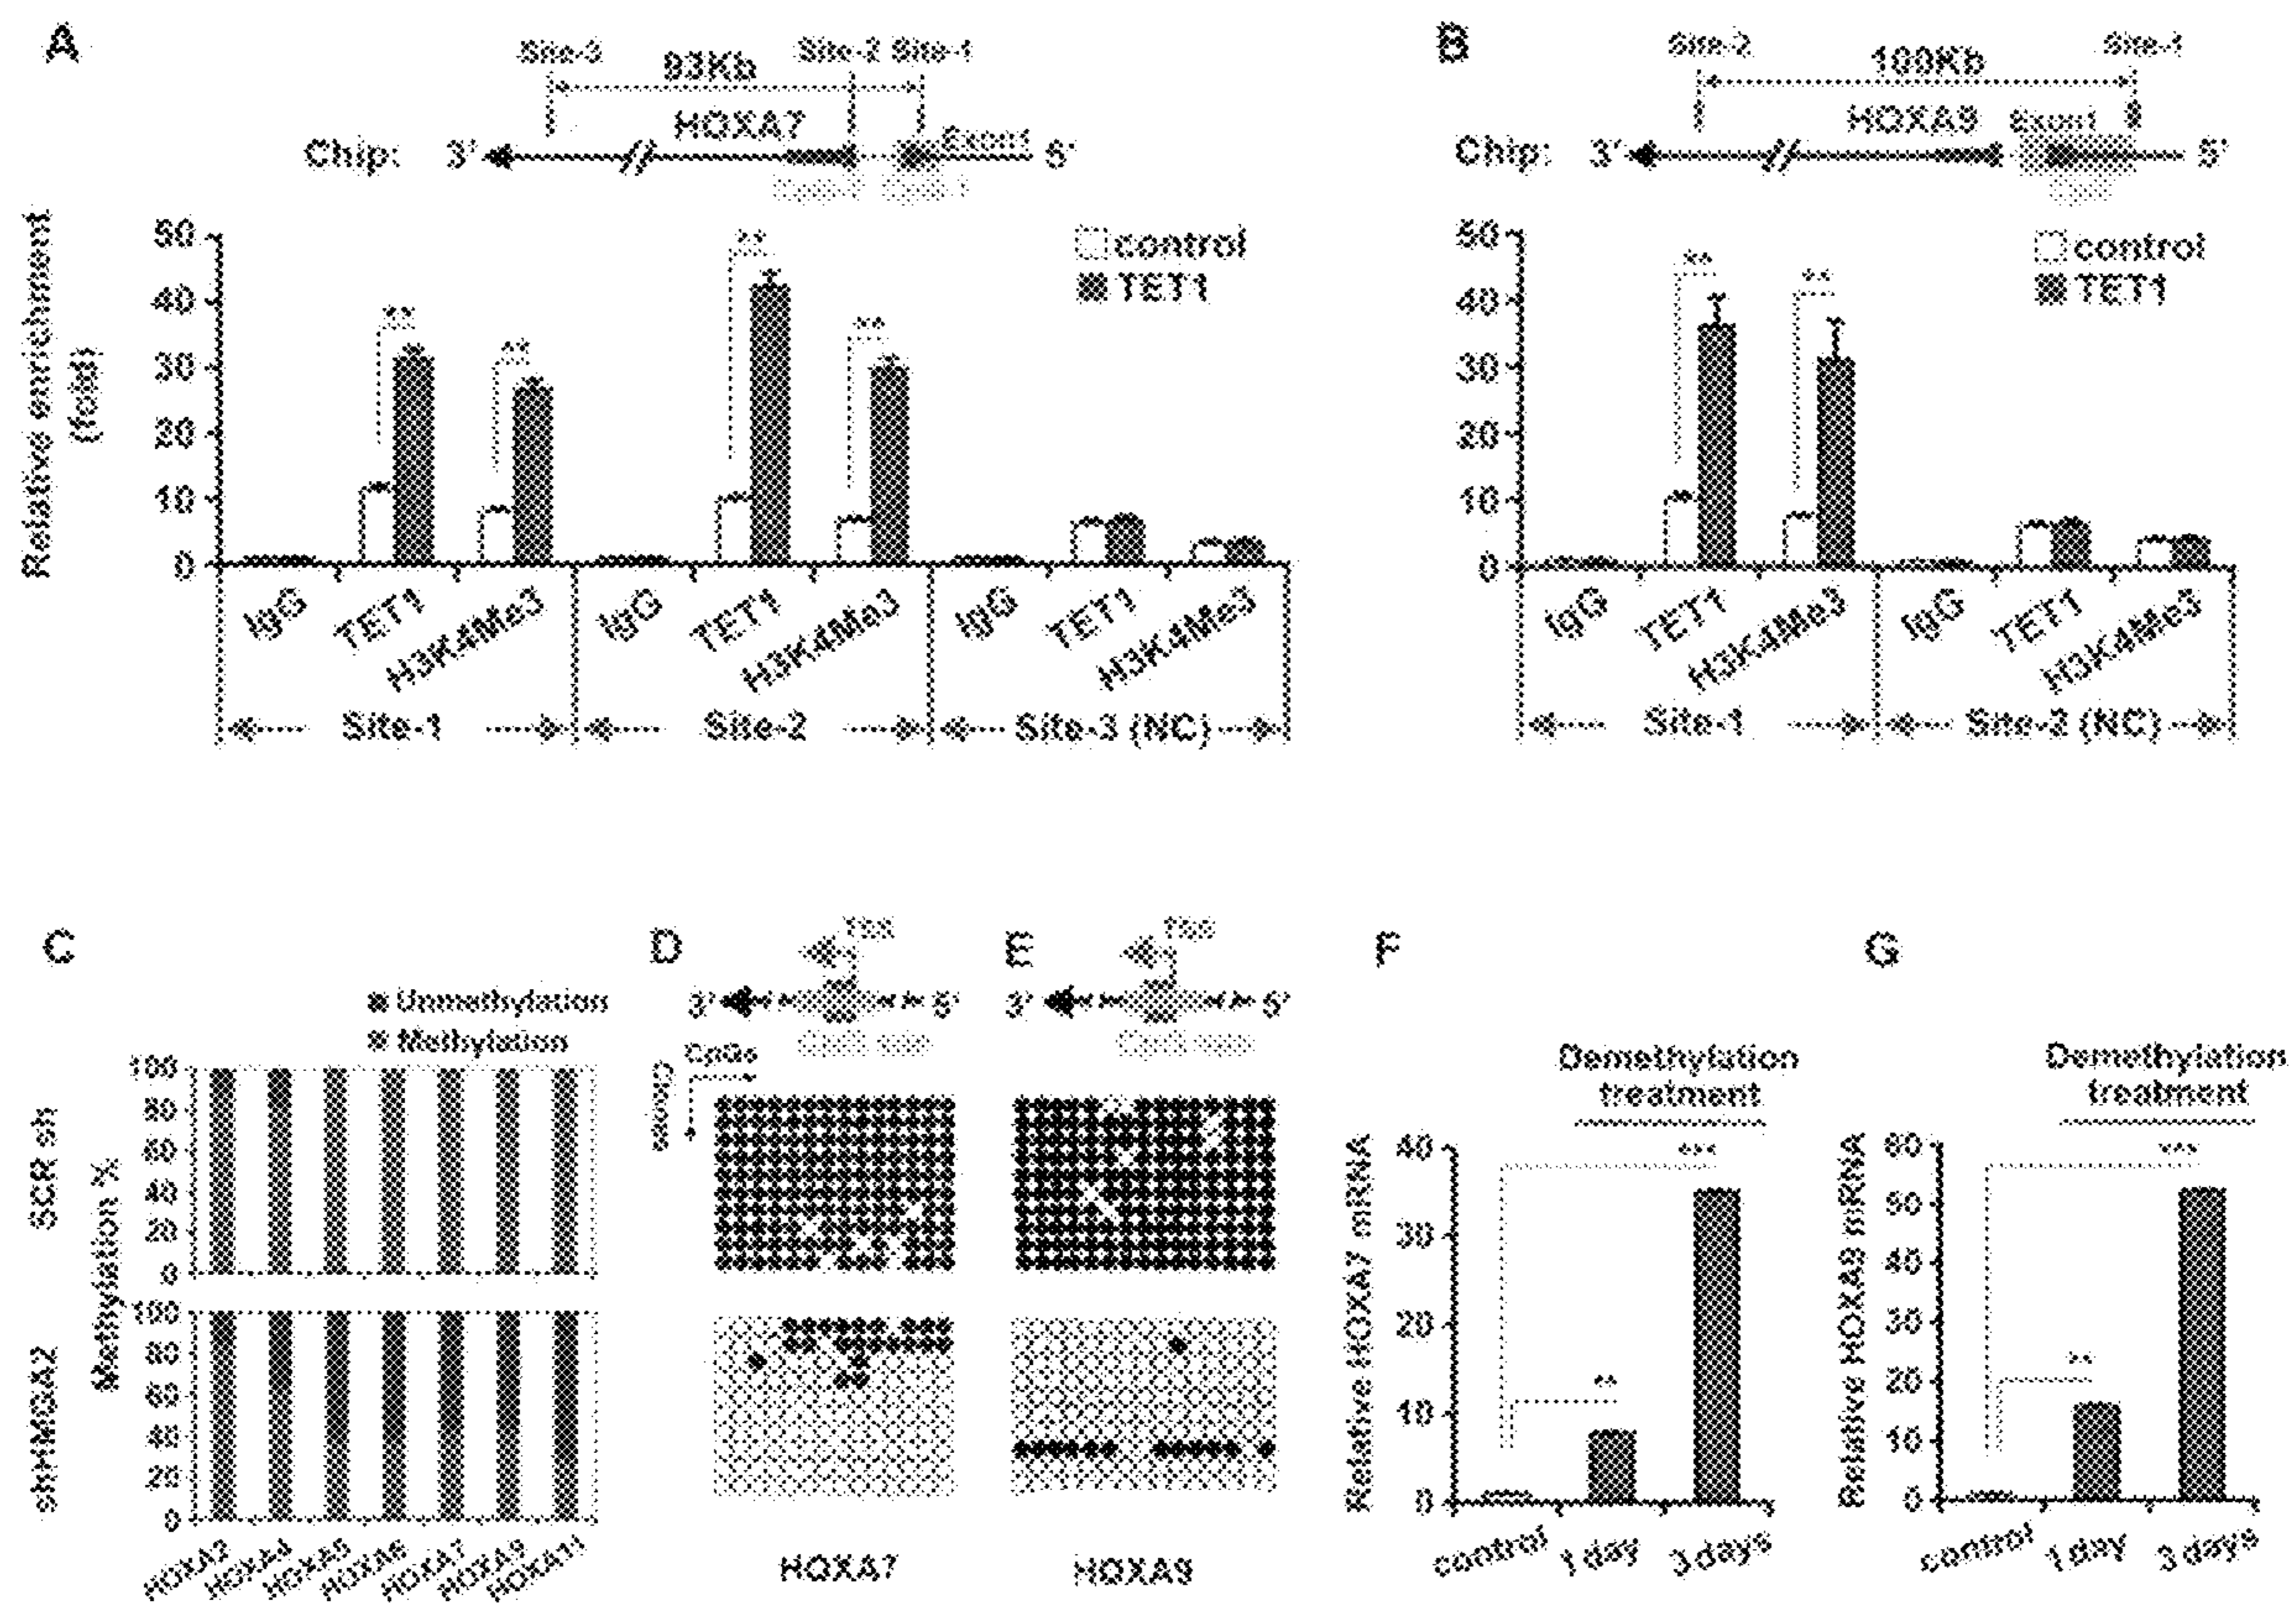 A
Site-3
93Kb
Site-2 Site-1
HOXA7
Exon1
Chip: 3' 5'
Relative enrichment
(fold)
50
40
30
20
10
0
control
TET1
IgG
TET1
H3K4Me3
IgG
TET1
H3K4Me3
IgG
TET1
H3K4Me3
Site-1
Site-2
Site-3 (NC)
B
Site-2
100Kb
Site-1
HOXA9
Exon1
Chip: 3' 5'
50
40
30
20
10
0
control
TET1
IgG
TET1
H3K4Me3
IgG
TET1
H3K4Me3
Site-1
Site-2 (NC)
C
Unmethylation
Methylation
SCR sh
shHMGA2
Methylation %
100
80
60
40
20
0
100
80
60
40
20
0
HOXA2
HOXA4
HOXA5
HOXA6
HOXA7
HOXA9
HOXA11
D
TSS
3' 5'
CpGs
Clones
HOXA7
E
TSS
3' 5'
HOXA9
F
Demethylation
treatment
Relative HOXA7 mRNA
40
30
20
10
0
***
**
control
1 day
3 days
G
Demethylation
treatment
Relative HOXA9 mRNA
60
50
40
30
20
10
0
***
**
control
1 day
3 days